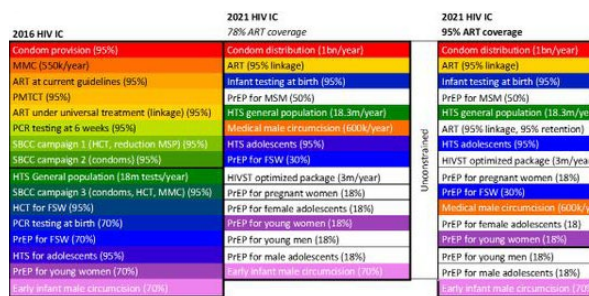 2016 HIV IC
Condom provision (95%)
MMC (550k/year)
ART at current guidelines (95%)
PMTCT (95%)
ART under universal treatment (linkage) (95%)
PCR testing at 6 weeks (95%)
SBCC campaign 1 (HCT, reduction MSP) (95%)
SBCC campaign 2 (condoms) (95%)
HTS General population (18m tests/year)
SBCC campaign 3 (condoms, HCT, MMC) (95%)
HCT for FSW (95%)
PCR testing at birth (70%)
PrEP for FSW (70%)
HTS for adolescents (95%)
PrEP for young women (70%)
Early infant male circumcision (70%)
2021 HIV IC
78% ART coverage
Condom distribution (1bn/year)
ART (95% linkage)
Infant testing at birth (95%)
PrEP for MSM (50%)
HTS general population (18.3m/year)
Medical male circumcision (600k/year)
HTS adolescents (95%)
PrEP for FSW (30%)
HIVST optimized package (3m/year)
PrEP for pregnant women (18%)
PrEP for female adolescents (18%)
PrEP for young women (18%)
PrEP for young men (18%)
PrEP for male adolescents (18%)
Early infant male circumcision (70%)
Unconstrained
2021 HIV IC
95% ART coverage
Condom distribution (1bn/year)
ART (95% linkage)
Infant testing at birth (95%)
PrEP for MSM (50%)
HTS general population (18.3m/year
ART (95% linkage, 95% retention)
HTS adolescents (95%)
HIVST optimized package (3m/year
PrEP for pregnant women (18%)
PrEP for FSW (30%)
Medical male circumcision (600k/y
PrEP for female adolescents (18)
PrEP for young women (18%)
PrEP for young men (18%)
PrEP for male adolescents (18%)
Early infant male circumcision (70%